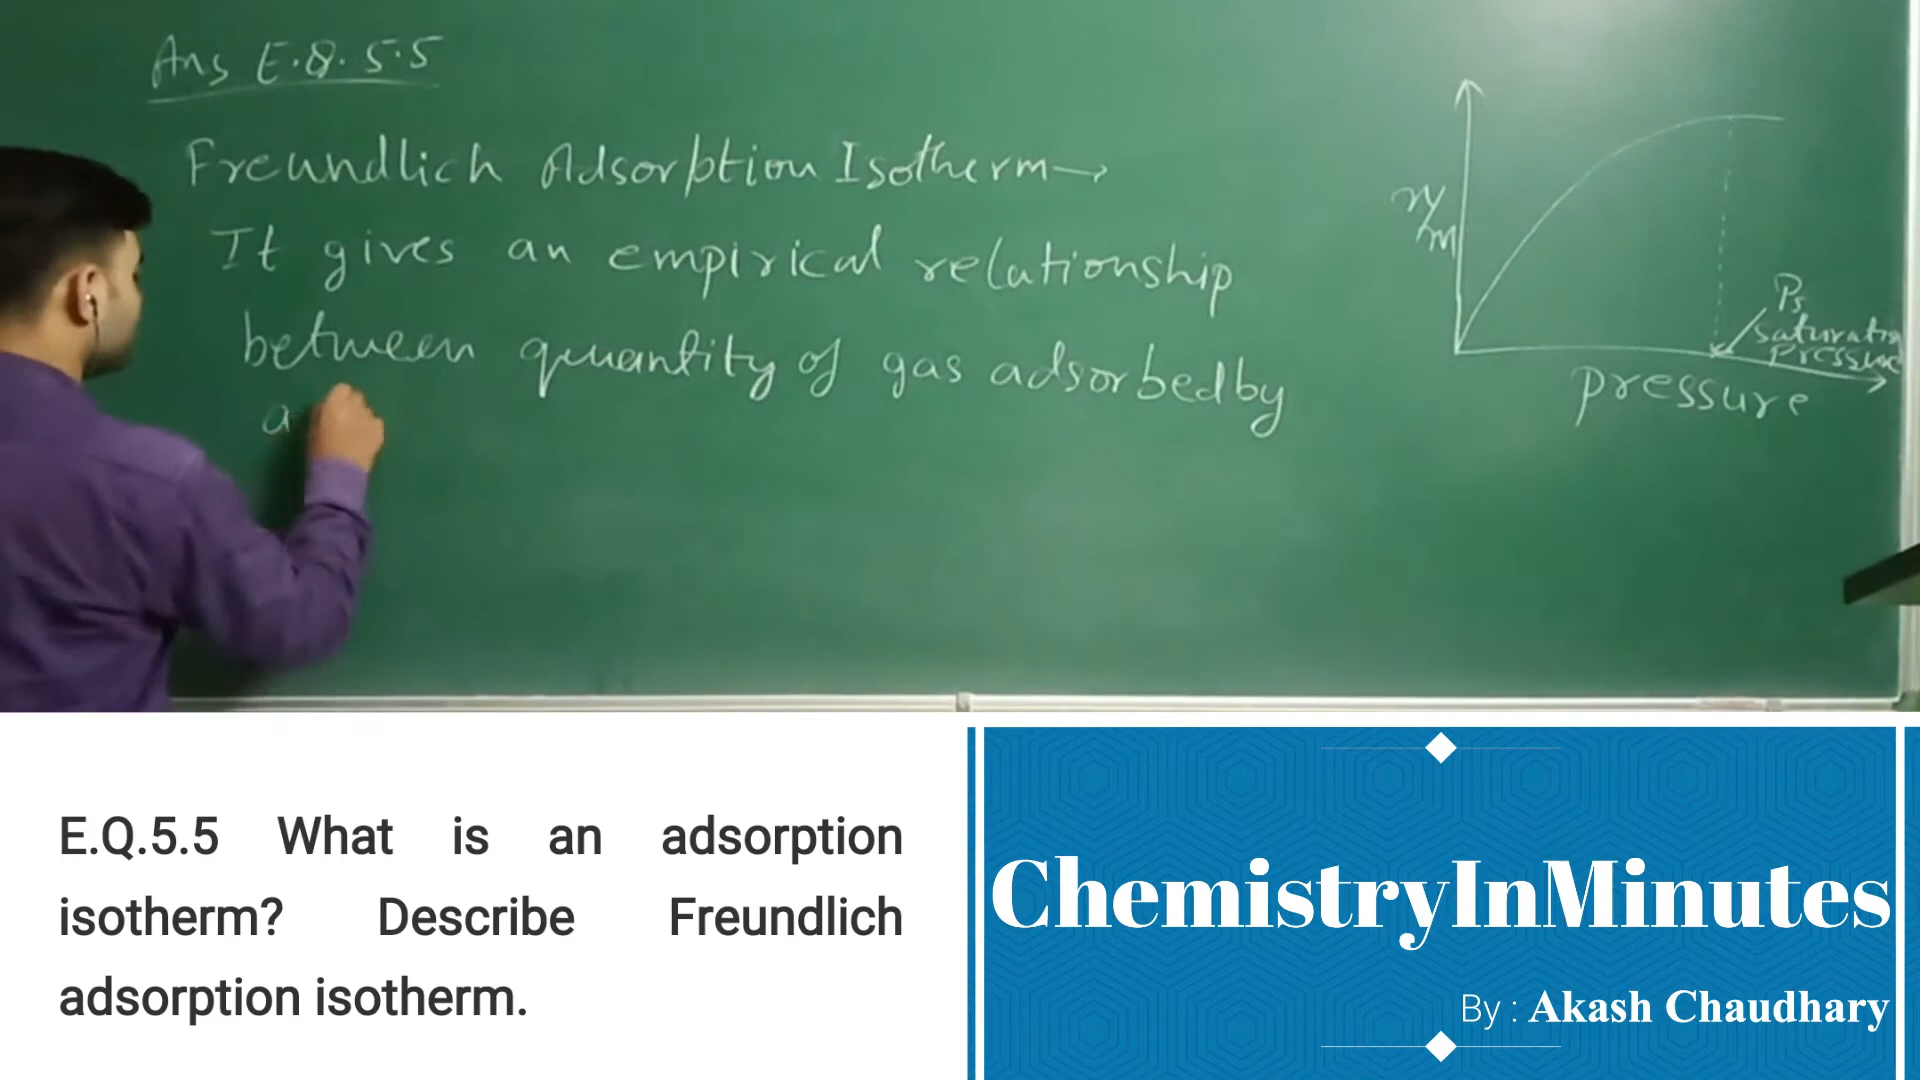 Ans E.Q. 5.5
Freundlich Adsorption Isotherm→
It gives an empirical relationship
between quantity of gas adsorbed by
a
x/m
Ps
saturation
Pressure
pressure
E.Q.5.5 What is an adsorption
isotherm? Describe Freundlich
adsorption isotherm.
ChemistryInMinutes
By : Akash Chaudhary